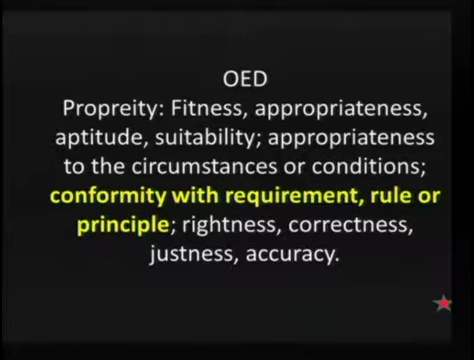 OED
Propreity: Fitness, appropriateness,
aptitude, suitability; appropriateness
to the circumstances or conditions;
conformity with requirement, rule or
principle; rightness, correctness,
justness, accuracy.